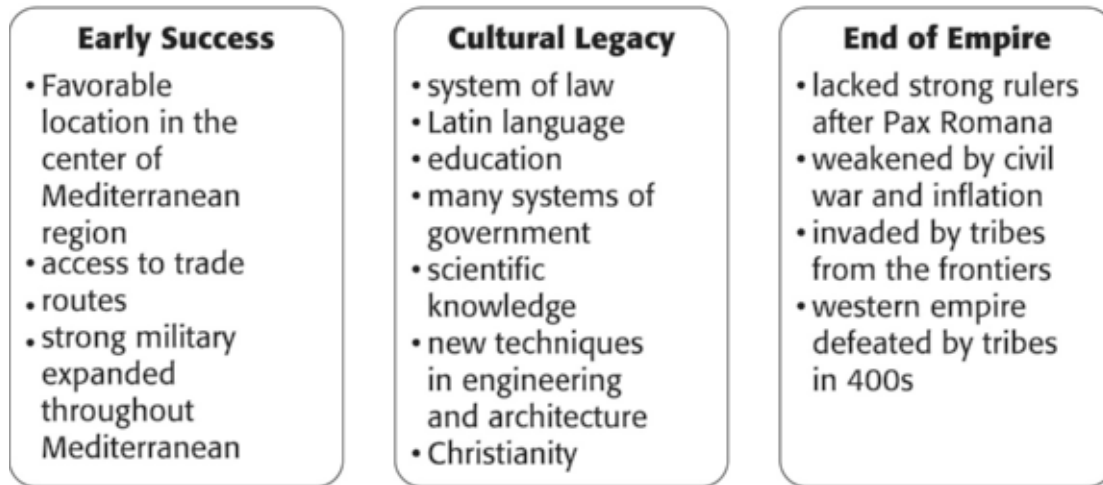 Early Success
• Favorable
location in the
center of
Mediterranean
region
• access to trade
• routes
• strong military
expanded
throughout
Mediterranean
Cultural Legacy
• system of law
• Latin language
• education
• many systems of
government
• scientific
knowledge
• new techniques
in engineering
and architecture
• Christianity
End of Empire
• lacked strong rulers
after Pax Romana
• weakened by civil
war and inflation
• invaded by tribes
from the frontiers
• western empire
defeated by tribes
in 400s